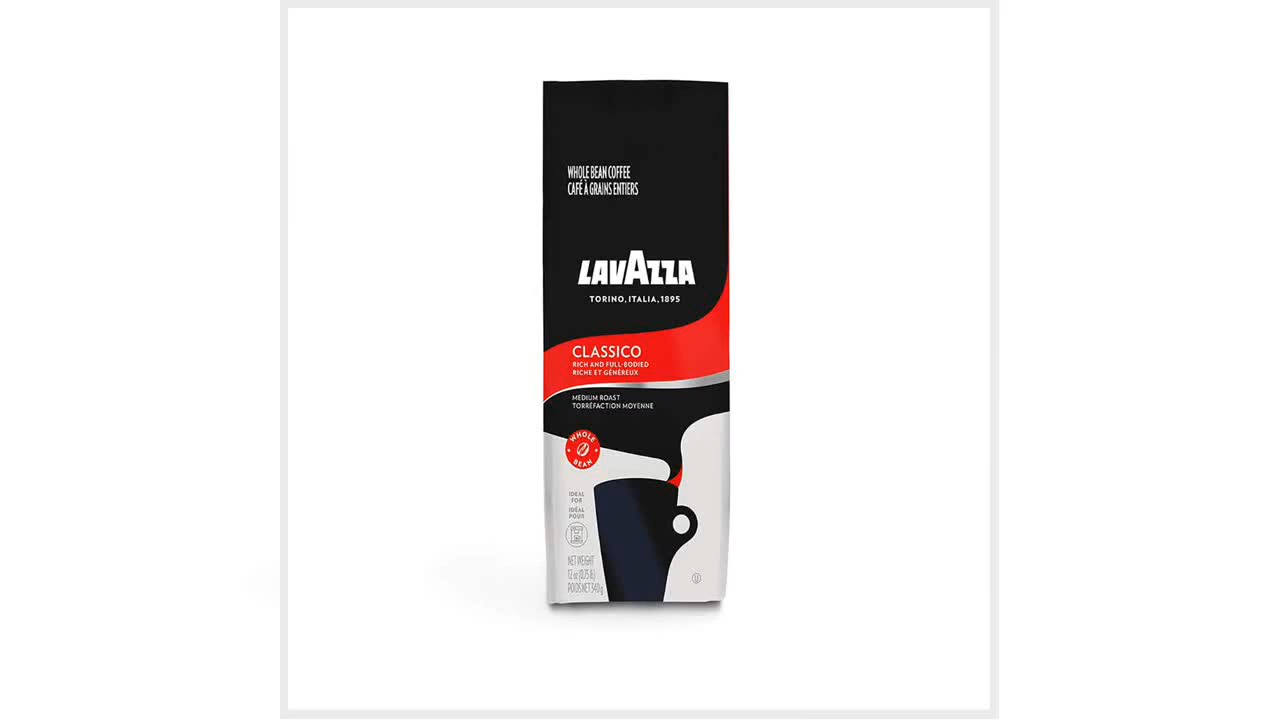 WHOLE BEAN COFFEE
CAFÉ À GRAINS ENTIERS
LAVAZZA
TORINO, ITALIA, 1895
CLASSICO
RICH AND FULL-BODIED
RICHE ET GÉNÉREUX
MEDIUM ROAST
TORRÉFACTION MOYENNE
WHOLE
BEAN
IDEAL
FOR
IDÉAL
POUR
NET WEIGHT
12 oz (0.75 lb)
POIDS NET 340 g
U